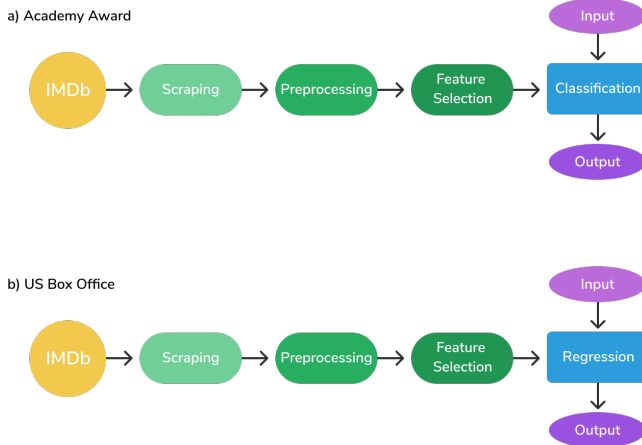 a) Academy Award
Input
IMDb
Scraping
Preprocessing
Feature
Selection
Classification
Output
b) US Box Office
Input
IMDb
Scraping
Preprocessing
Feature
Selection
Regression
Output